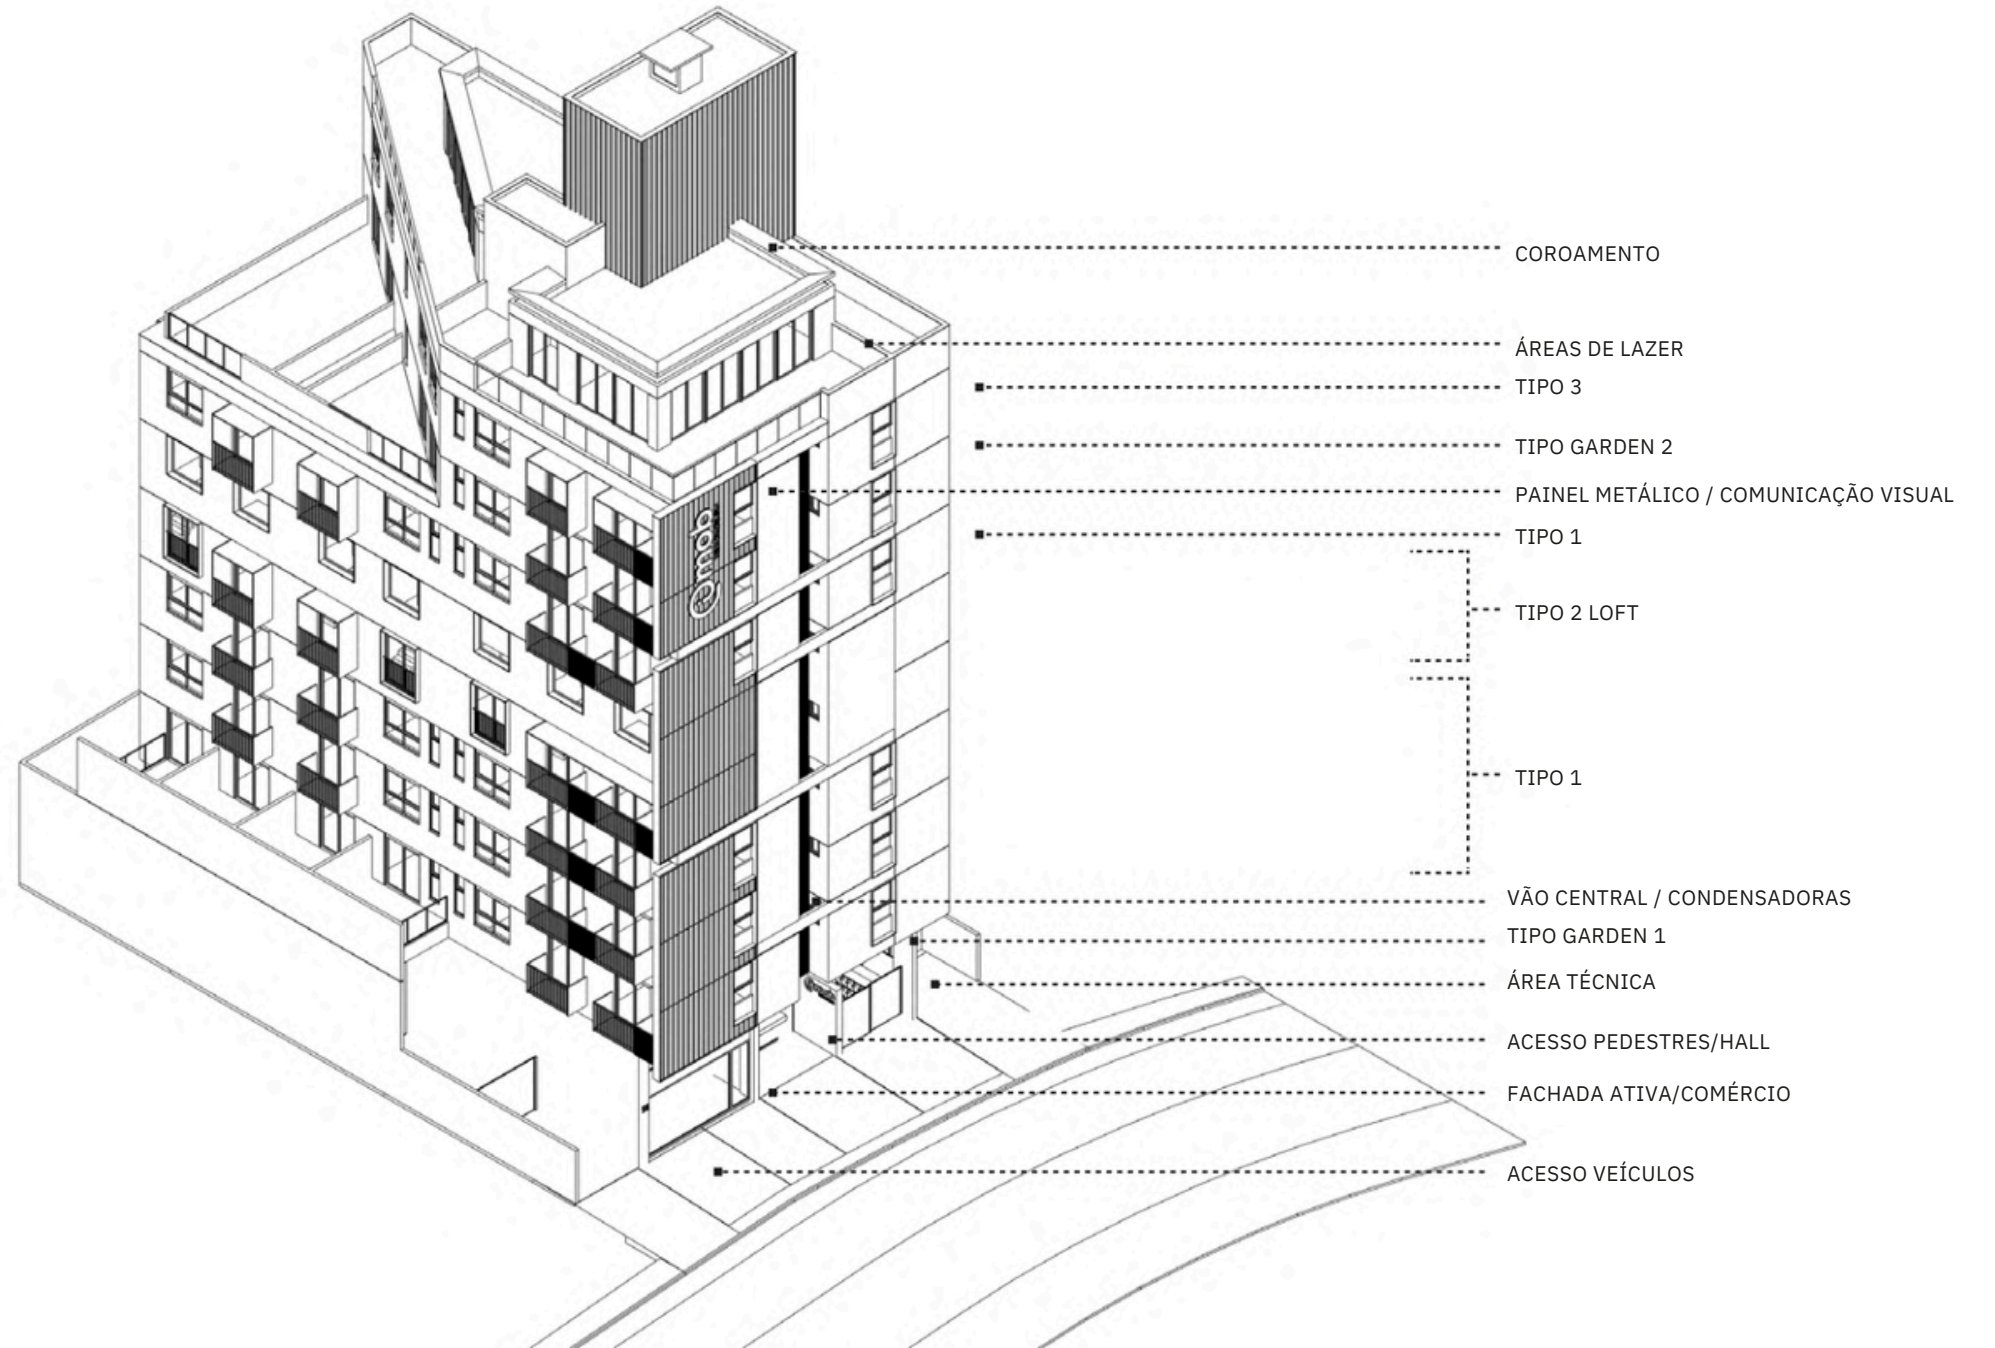 COROAMENTO
ÁREAS DE LAZER
TIPO 3
TIPO GARDEN 2
PAINEL METÁLICO / COMUNICAÇÃO VISUAL
TIPO 1
TIPO 2 LOFT
TIPO 1
VÃO CENTRAL / CONDENSADORAS
TIPO GARDEN 1
ÁREA TÉCNICA
ACESSO PEDESTRES/HALL
FACHADA ATIVA/COMÉRCIO
ACESSO VEÍCULOS